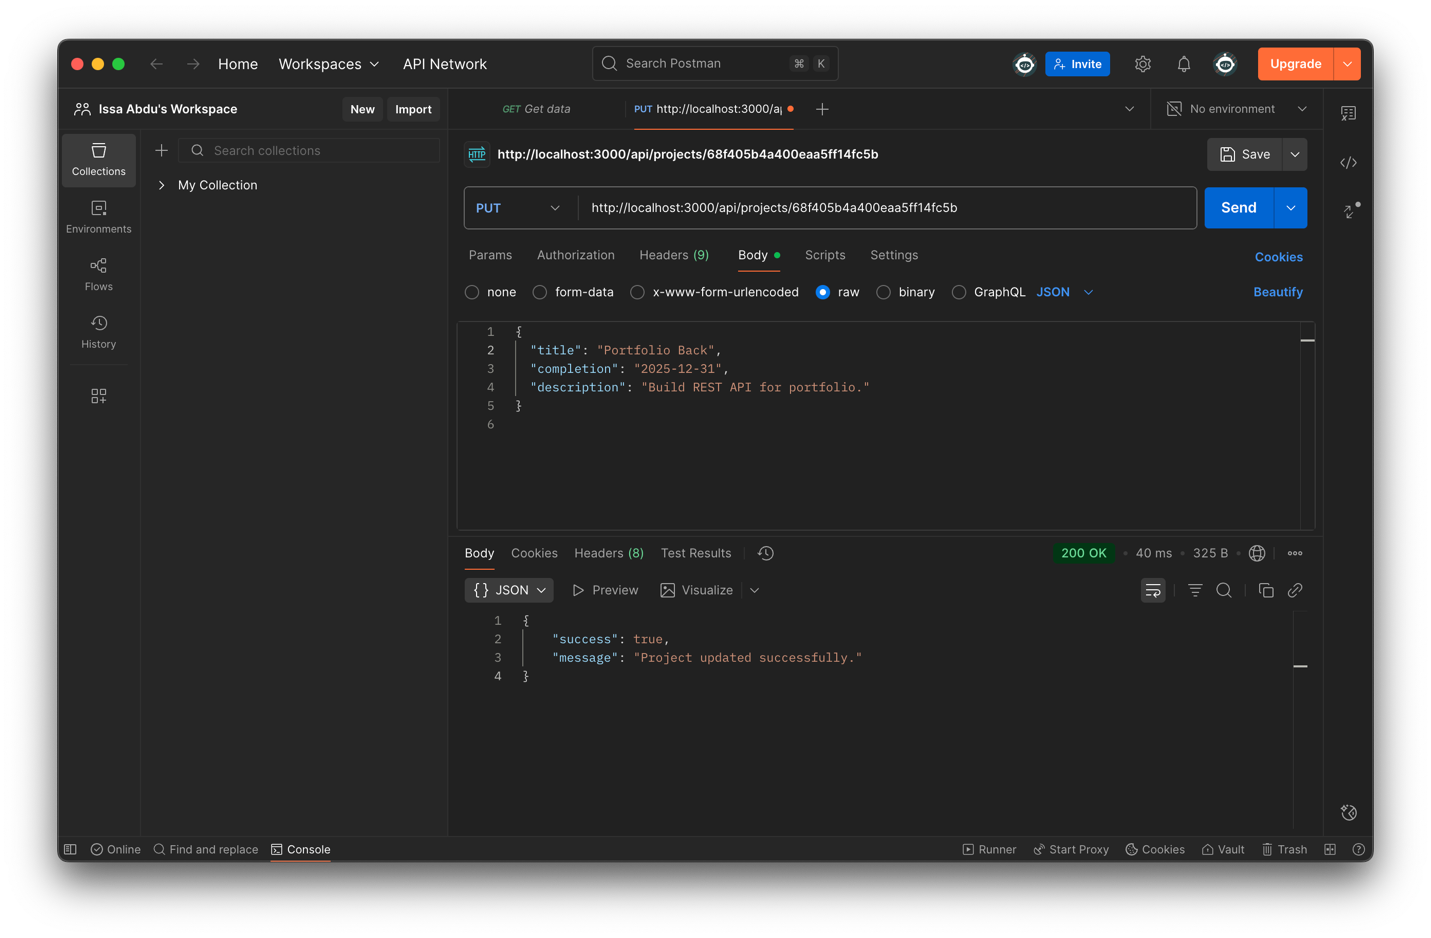 Home Workspaces API Network Search Postman ⌘ K Invite Upgrade
Issa Abdu's Workspace New Import GET Get data PUT http://localhost:3000/a No environment
Collections Search collections HTTP http://localhost:3000/api/projects/68f405b4a400eaa5ff14fc5b Save
My Collection
Environments PUT http://localhost:3000/api/projects/68f405b4a400eaa5ff14fc5b Send
Flows Params Authorization Headers (9) Body Scripts Settings Cookies
none form-data x-www-form-urlencoded raw binary GraphQL JSON Beautify
History
1 {
2 "title": "Portfolio Back",
3 "completion": "2025-12-31",
4 "description": "Build REST API for portfolio."
5 }
6
Body Cookies Headers (8) Test Results 200 OK • 40 ms • 325 B
{} JSON Preview Visualize
1 {
2 "success": true,
3 "message": "Project updated successfully."
4 }
Online Find and replace Console Runner Start Proxy Cookies Vault Trash